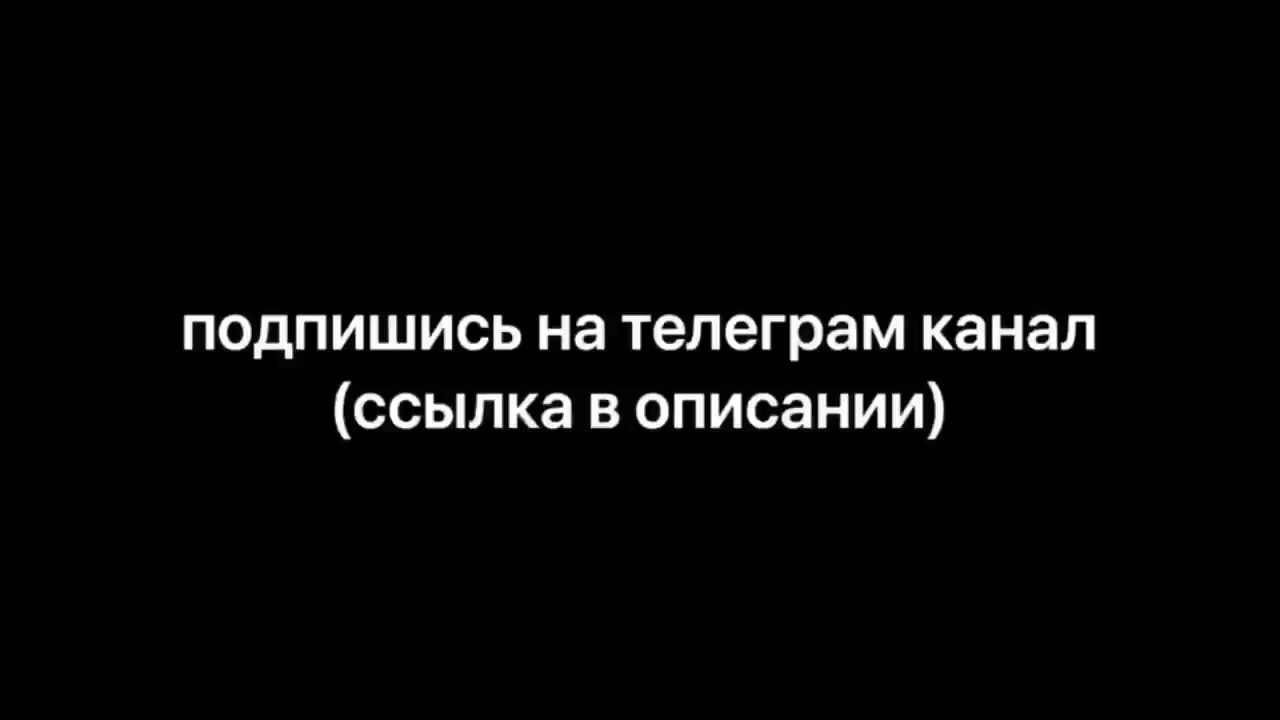 подпишись на телеграм канал
(ссылка в описании)